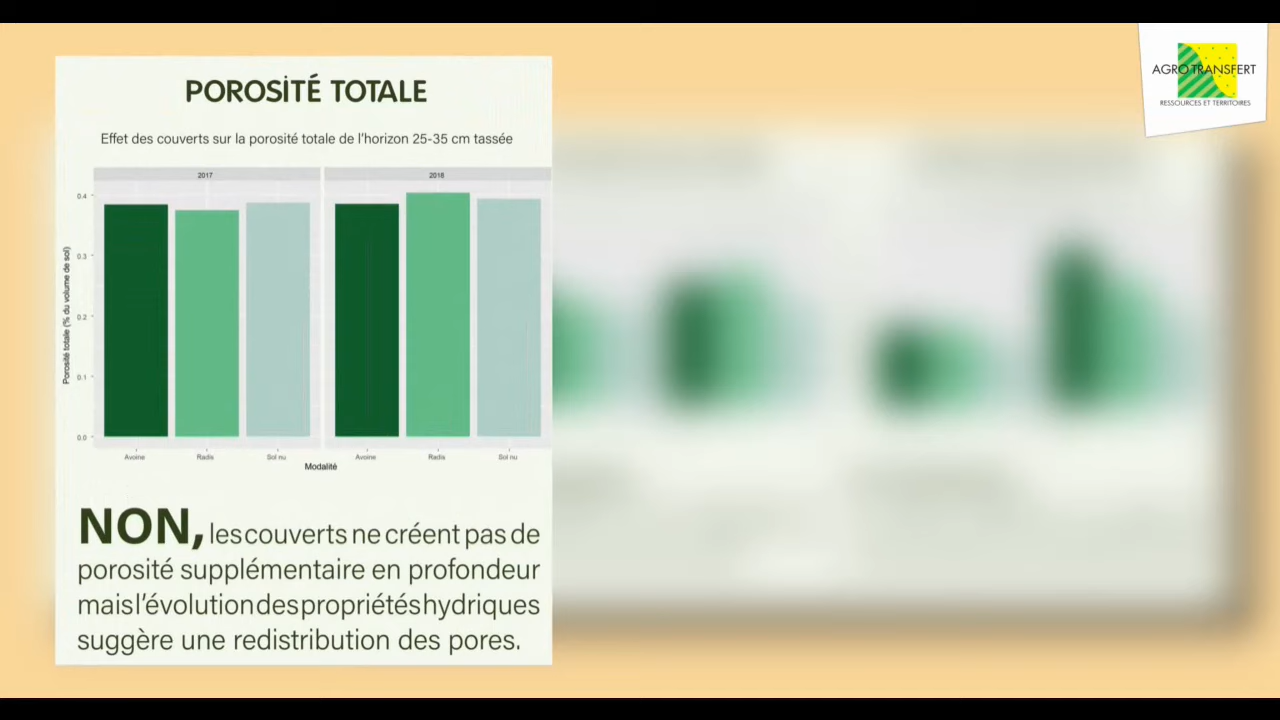 POROSITÉ TOTALE
Effet des couverts sur la porosité totale de l'horizon 25-35 cm tassée
2017
2018
0.4
0.3
0.2
0.1
0.0
Porosité totale (% du volume de sol)
Avoine Radis Sol nu Avoine Radis Sol nu
Modalité
NON, les couverts ne créent pas de
porosité supplémentaire en profondeur
mais l'évolution des propriétés hydriques
suggère une redistribution des pores.
AGRO TRANSFERT
RESSOURCES ET TERRITOIRES